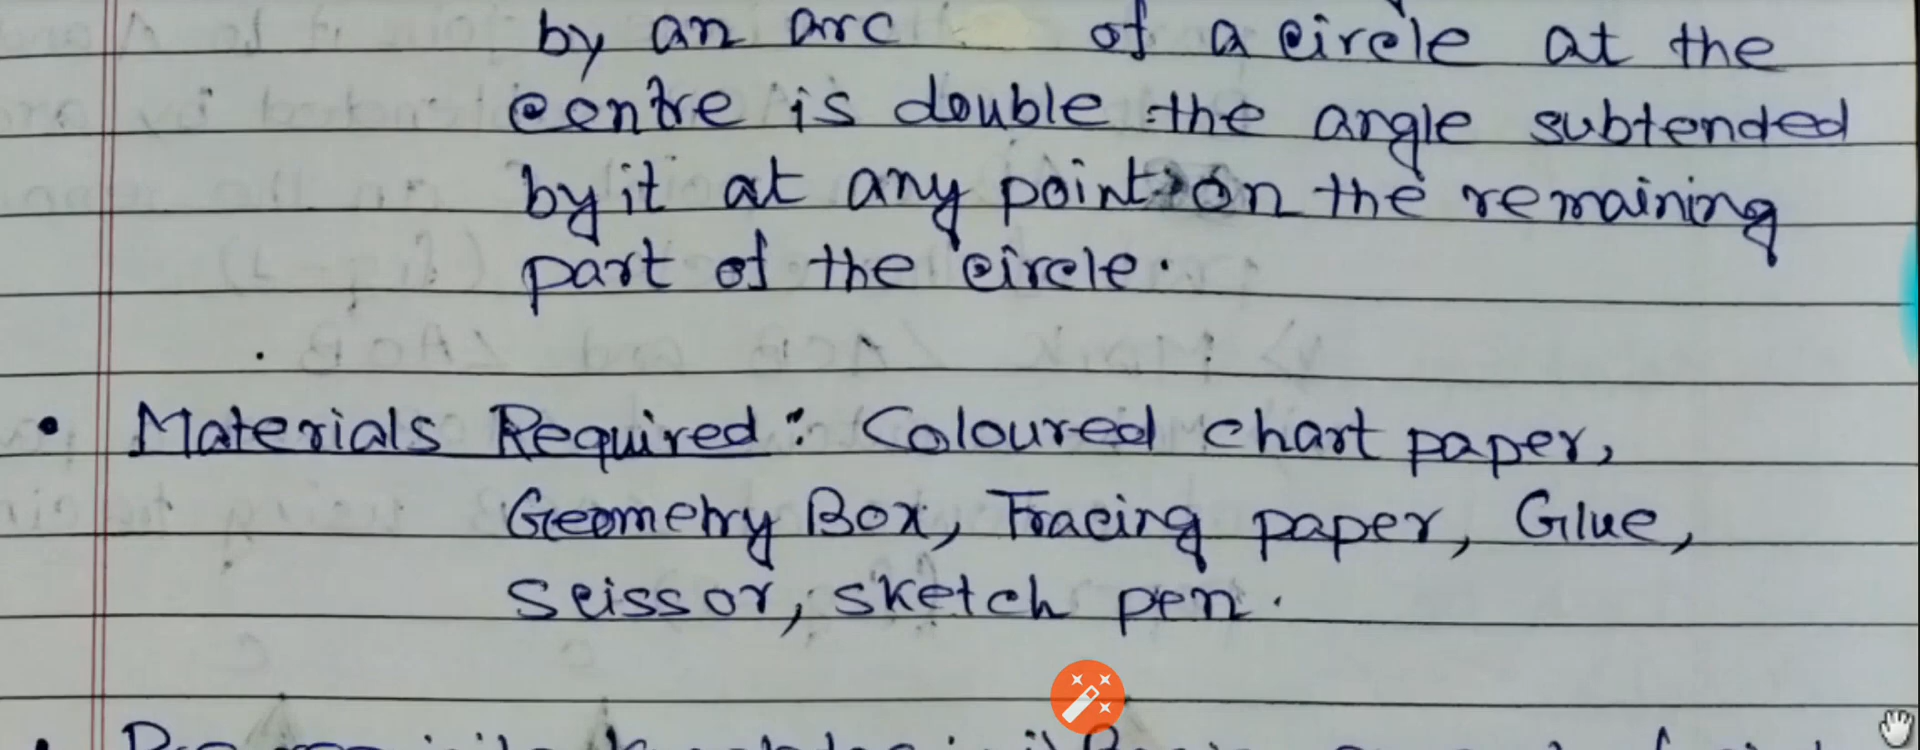 by an arc of a circle at the
centre is double the angle subtended
by it at any point on the remaining
part of the circle.
• Materials Required: Coloured chart paper,
Geometry Box, Tracing paper, Glue,
Scissor, sketch pen.